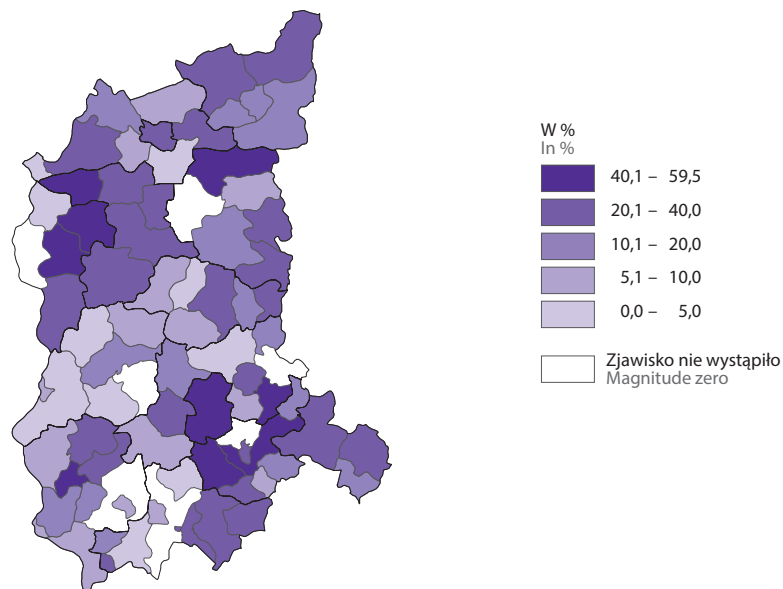 W %
In %
40,1 – 59,5
20,1 – 40,0
10,1 – 20,0
5,1 – 10,0
0,0 – 5,0
Zjawisko nie wystąpiło
Magnitude zero